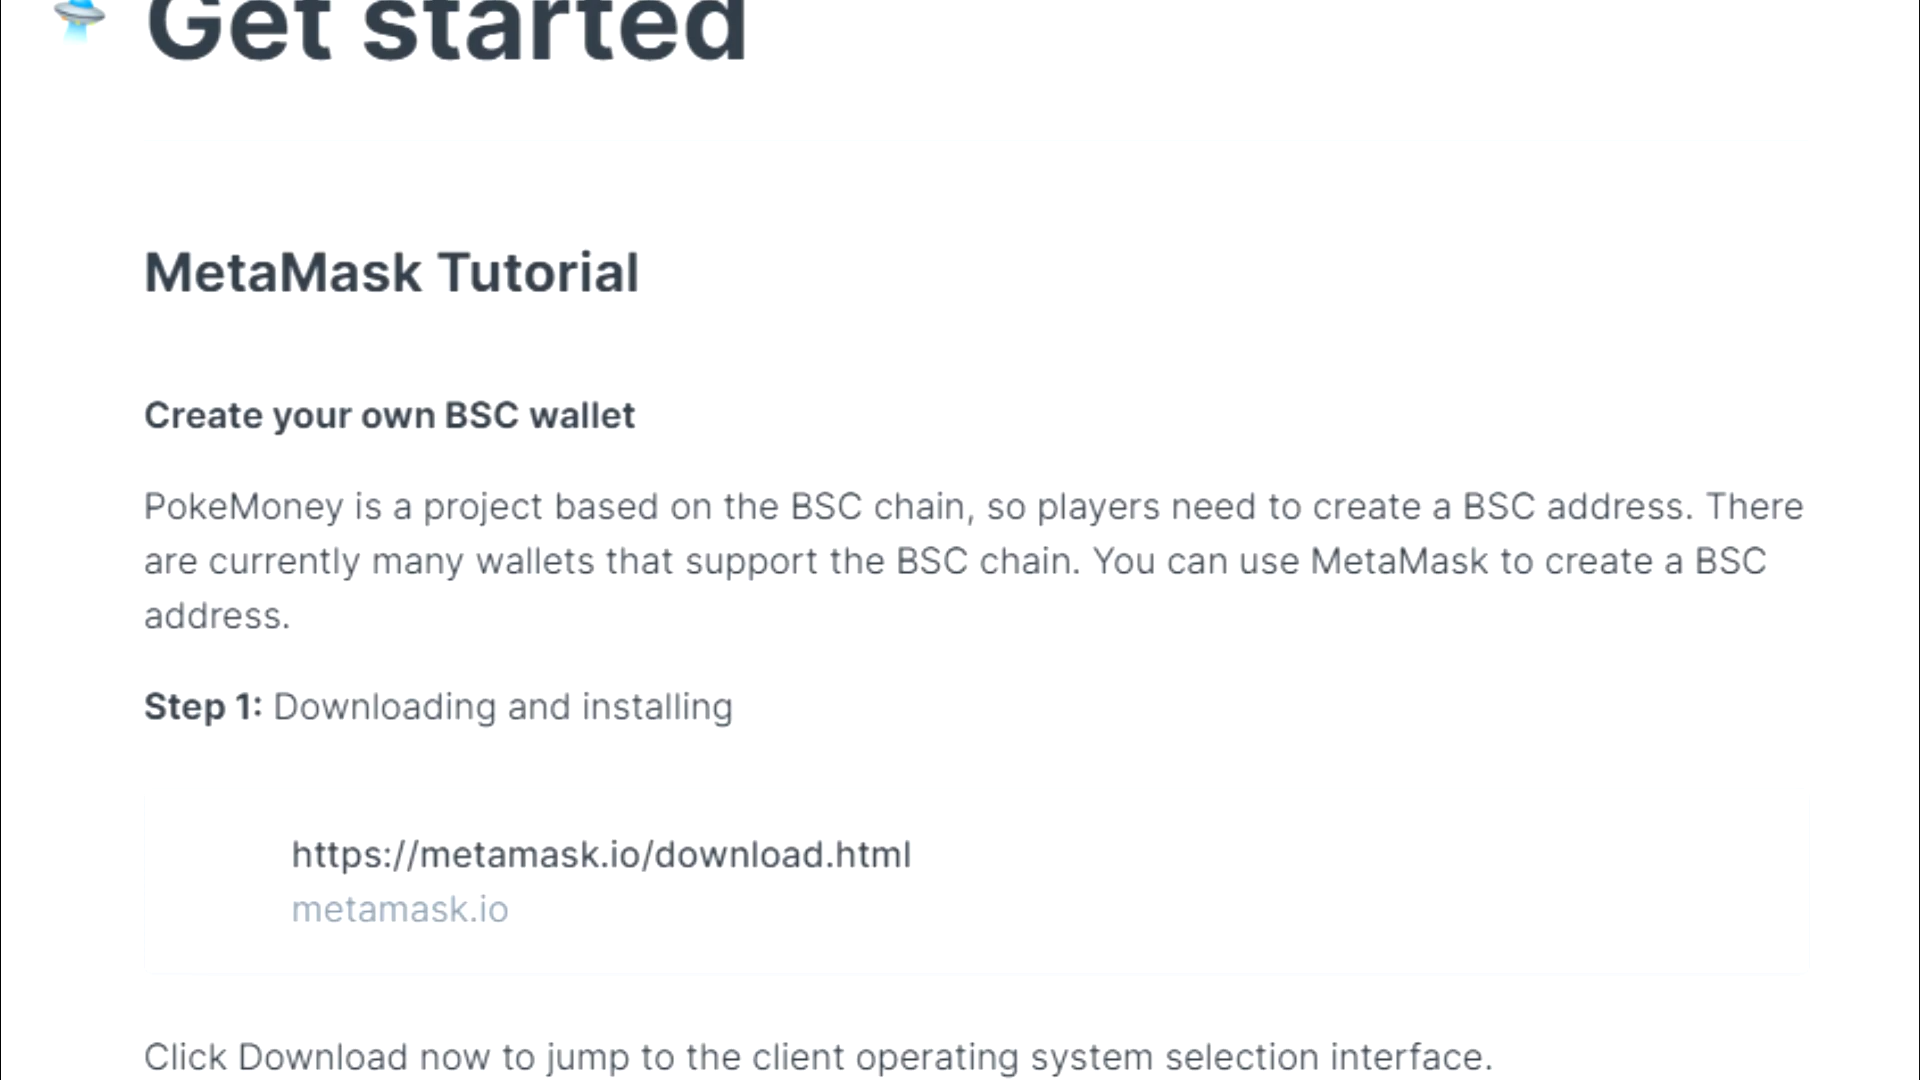 Get started
MetaMask Tutorial
Create your own BSC wallet
PokeMoney is a project based on the BSC chain, so players need to create a BSC address. There
are currently many wallets that support the BSC chain. You can use MetaMask to create a BSC
address.
Step 1: Downloading and installing
https://metamask.io/download.html
metamask.io
Click Download now to jump to the client operating system selection interface.